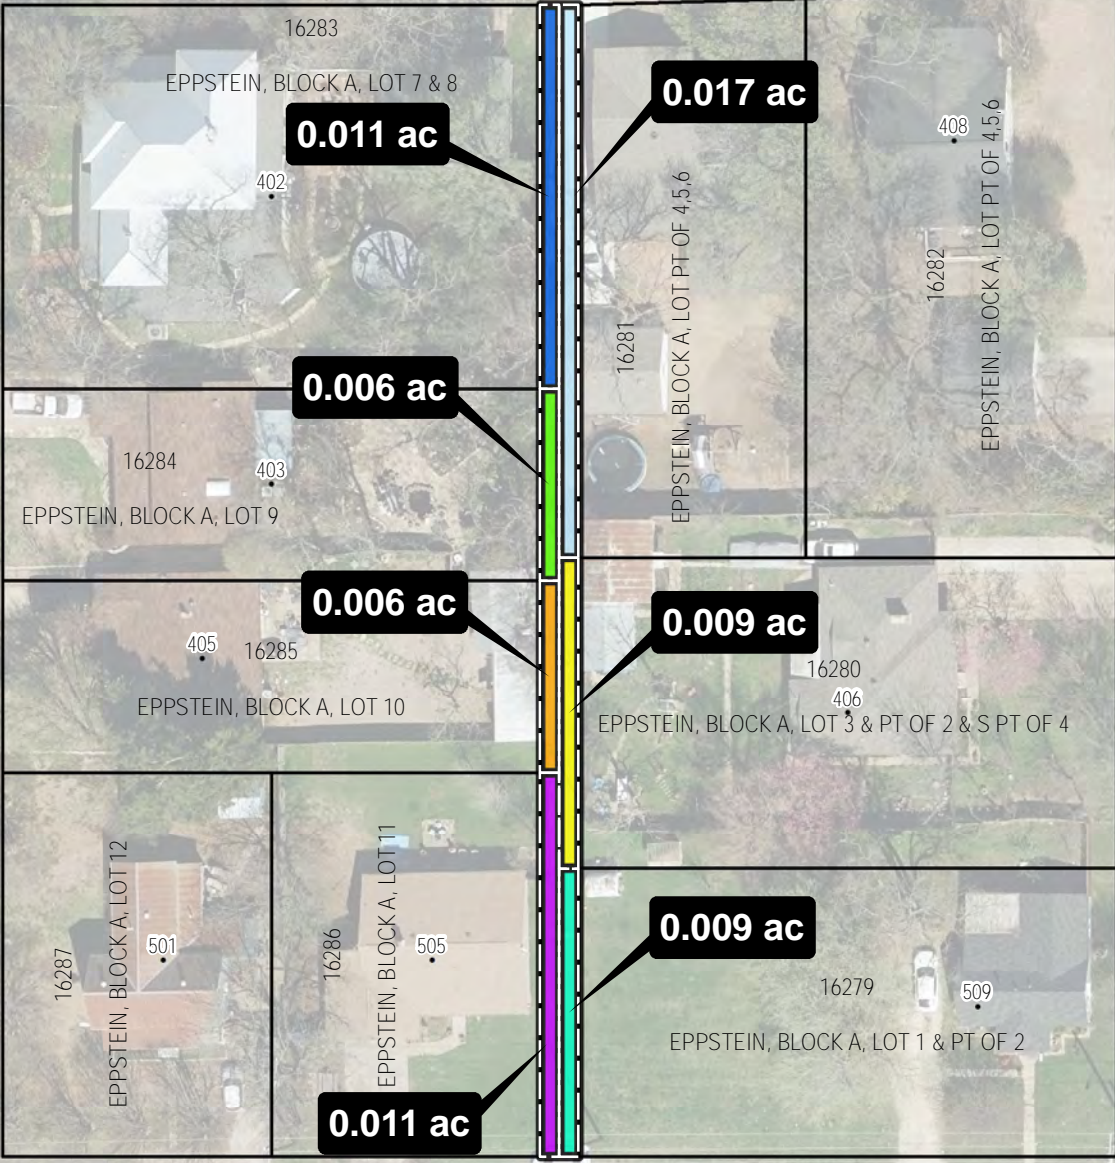 16283
EPPSTEIN, BLOCK A, LOT 7 & 8
0.011 ac
402
0.017 ac
408
EPPSTEIN, BLOCK A, LOT PT OF 4,5,6
16282
EPPSTEIN, BLOCK A, LOT PT OF 4,5,6
16281
0.006 ac
16284
403
EPPSTEIN, BLOCK A, LOT 9
0.006 ac
405
16285
EPPSTEIN, BLOCK A, LOT 10
0.009 ac
16280
406
EPPSTEIN, BLOCK A, LOT 3 & PT OF 2 & S PT OF 4
EPPSTEIN, BLOCK A, LOT 12
501
16287
EPPSTEIN, BLOCK A, LOT 11
505
16286
0.009 ac
16279
509
EPPSTEIN, BLOCK A, LOT 1 & PT OF 2
0.011 ac